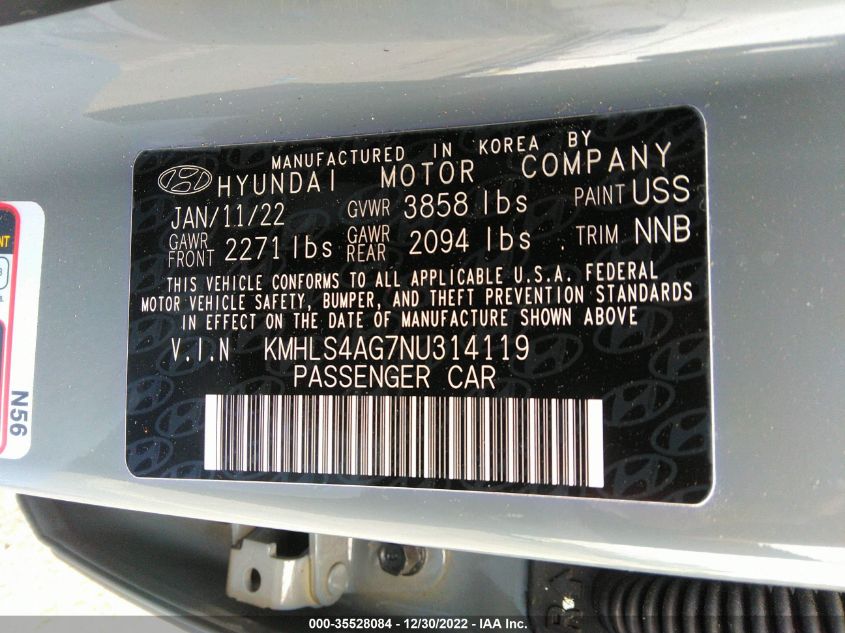 MANUFACTURED IN KOREA BY
HYUNDAI MOTOR COMPANY
JAN/11/22 GVWR 3858 lbs PAINT USS
GAWR FRONT 2271 lbs GAWR REAR 2094 lbs . TRIM NNB
THIS VEHICLE CONFORMS TO ALL APPLICABLE U.S.A. FEDERAL
MOTOR VEHICLE SAFETY, BUMPER, AND THEFT PREVENTION STANDARDS
IN EFFECT ON THE DATE OF MANUFACTURE SHOWN ABOVE
V.I.N KMHLS4AG7NU314119
PASSENGER CAR
N56
000-35528084 - 12/30/2022 - IAA Inc.